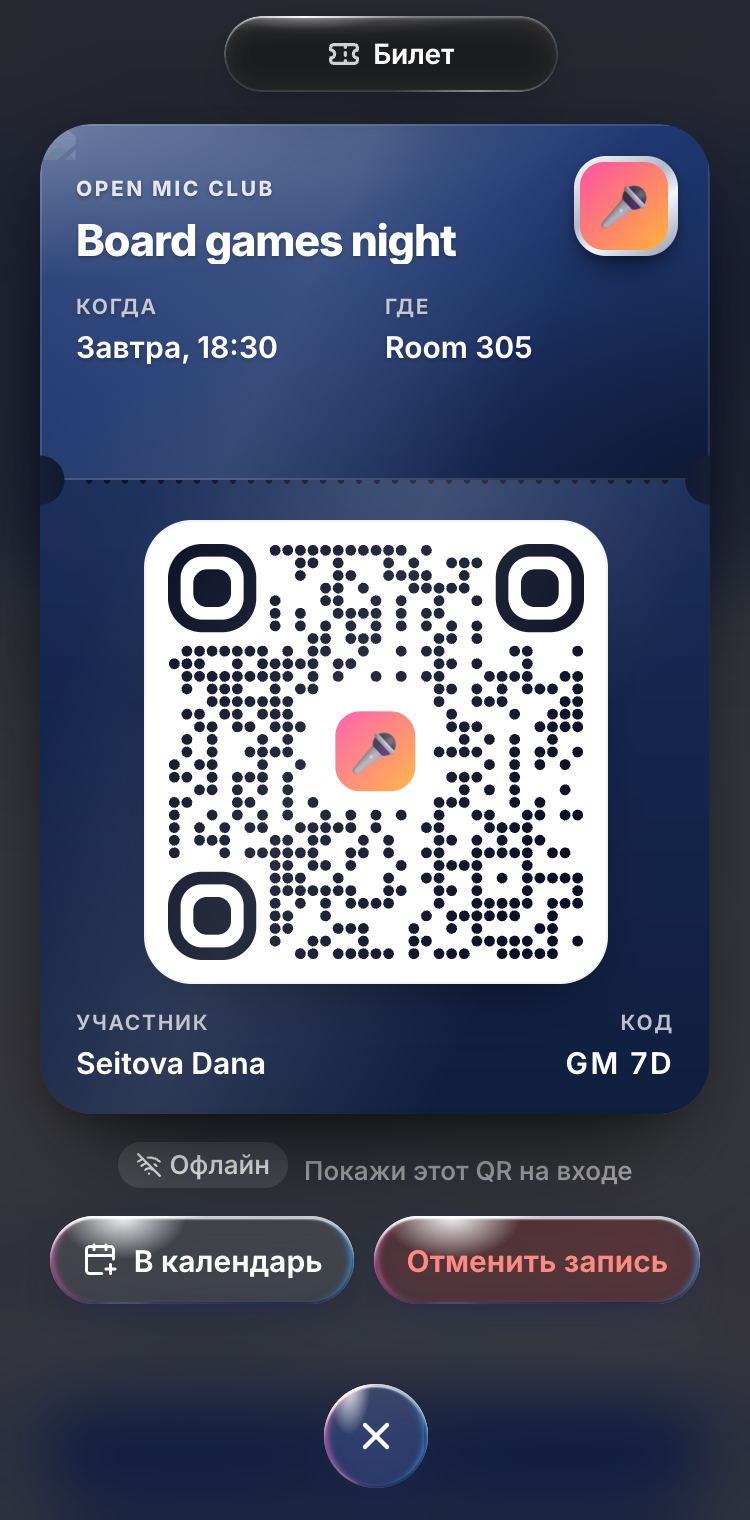 Билет
OPEN MIC CLUB
Board games night
КОГДА
ГДЕ
Завтра, 18:30
Room 305
УЧАСТНИК
КОД
Seitova Dana
GM 7D
Офлайн
Покажи этот QR на входе
В календарь
Отменить запись